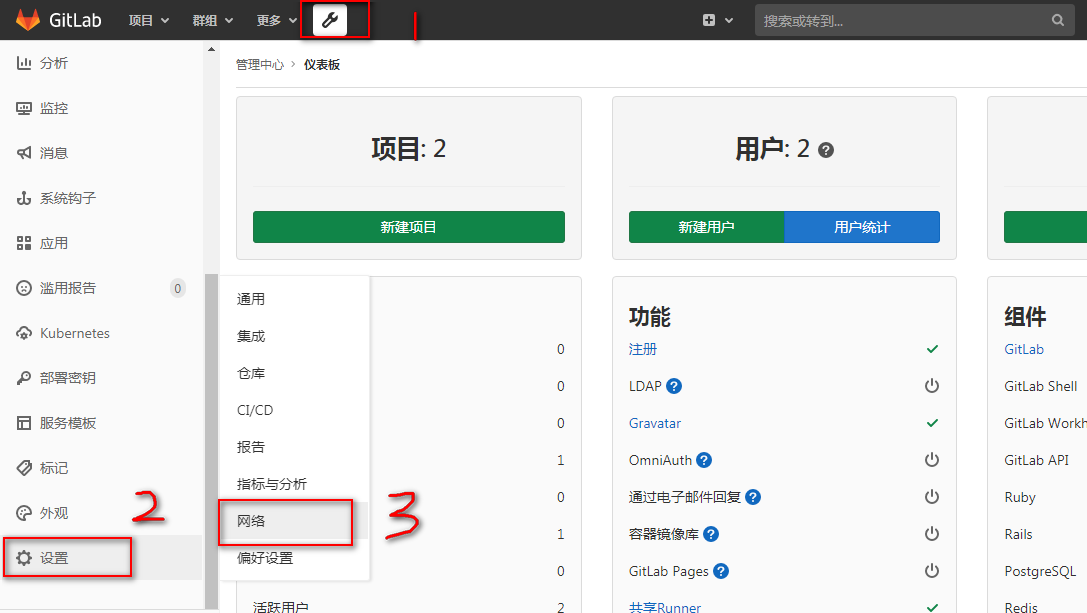 GitLab 项目 群组 更多 搜索或转到...
1
分析
监控
消息
系统钩子
应用
滥用报告 0
Kubernetes
部署密钥
服务模板
标记
外观
设置
2
通用
集成
仓库
CI/CD
报告
指标与分析
网络
偏好设置
3
管理中心 › 仪表板
项目: 2
新建项目
用户: 2
新建用户 用户统计
0
0
0
1
0
1
0
活跃用户 2
功能
注册
LDAP
Gravatar
OmniAuth
通过电子邮件回复
容器镜像库
GitLab Pages
共享Runner
组件
GitLab
GitLab Shell
GitLab Workh
GitLab API
Ruby
Rails
PostgreSQL
Redis